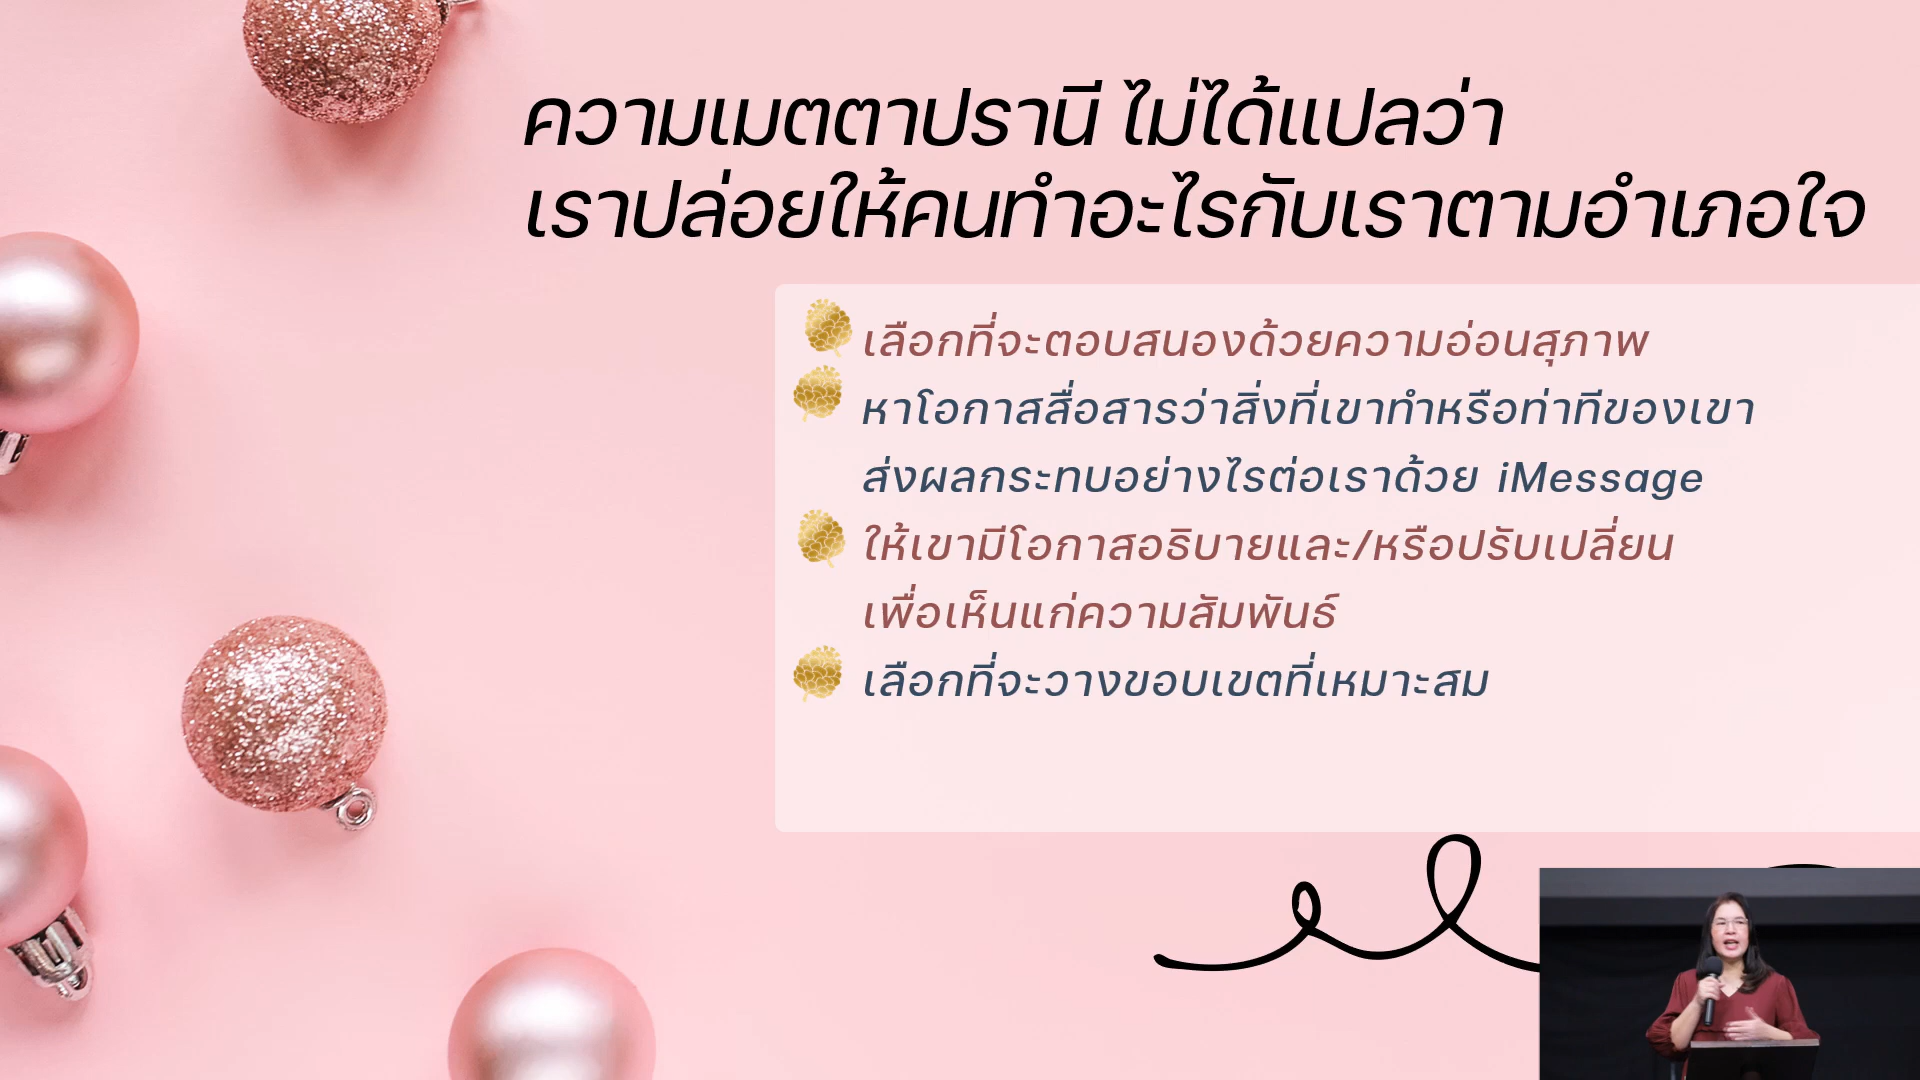 ความเมตตาปรานี ไม่ได้แปลว่า
เราปล่อยให้คนทำอะไรกับเราตามอำเภอใจ
เลือกที่จะตอบสนองด้วยความอ่อนสุภาพ
หาโอกาสสื่อสารว่าสิ่งที่เขาทำหรือท่าทีของเขา
ส่งผลกระทบอย่างไรต่อเราด้วย iMessage
ให้เขามีโอกาสอธิบายและ/หรือปรับเปลี่ยน
เพื่อเห็นแก่ความสัมพันธ์
เลือกที่จะวางขอบเขตที่เหมาะสม